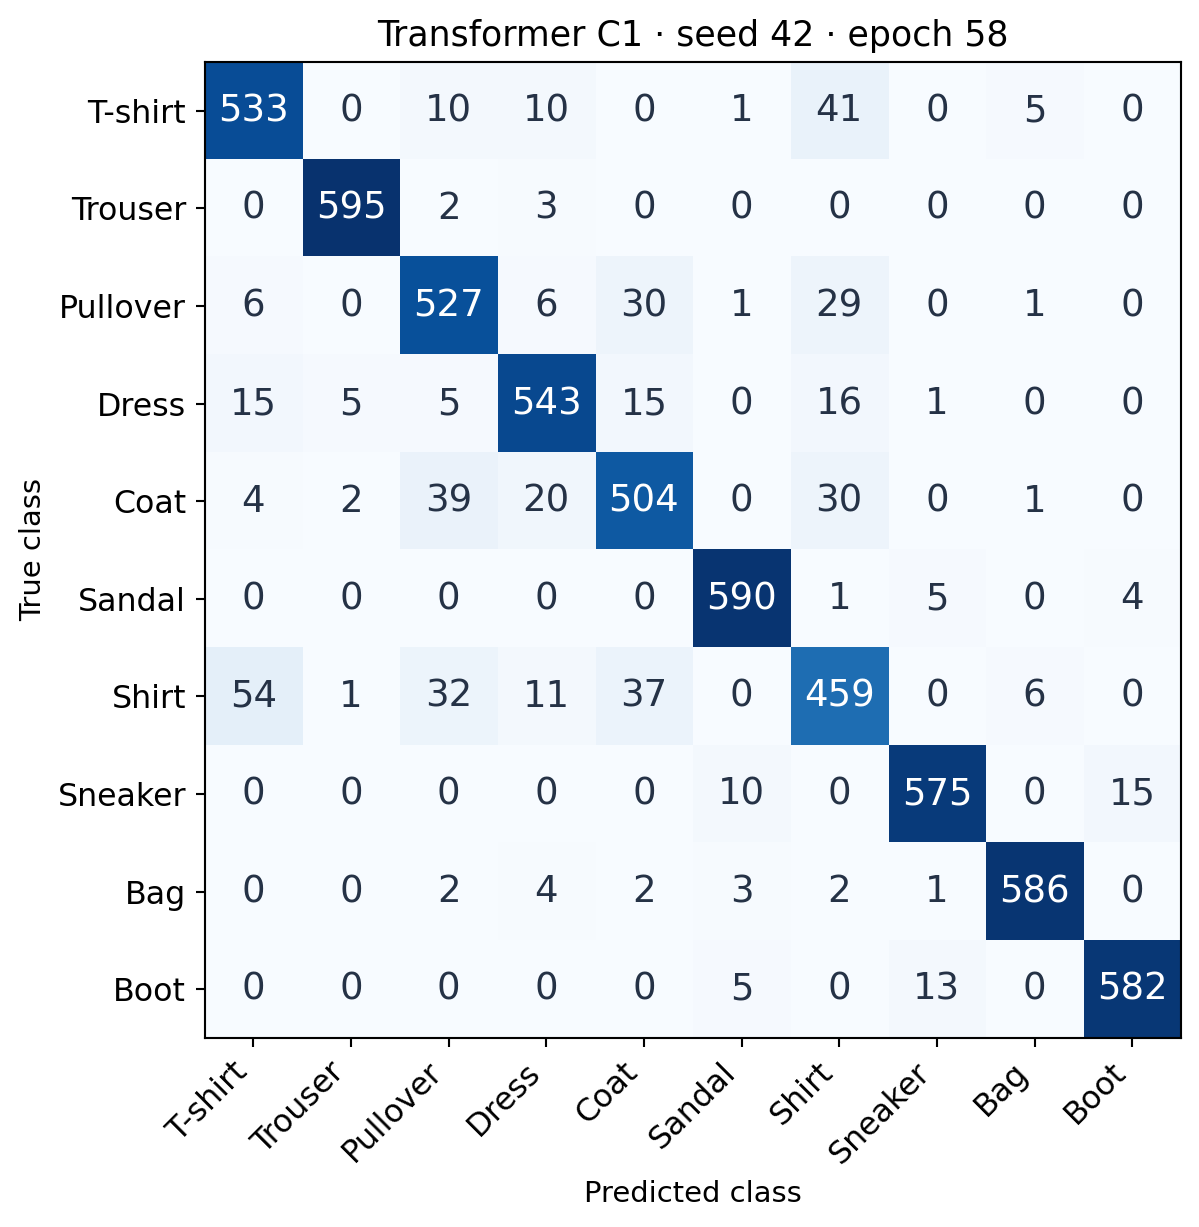 Transformer C1 · seed 42 · epoch 58
T-shirt 533 0 10 10 0 1 41 0 5 0
Trouser 0 595 2 3 0 0 0 0 0 0
Pullover 6 0 527 6 30 1 29 0 1 0
Dress 15 5 5 543 15 0 16 1 0 0
Coat 4 2 39 20 504 0 30 0 1 0
Sandal 0 0 0 0 0 590 1 5 0 4
Shirt 54 1 32 11 37 0 459 0 6 0
Sneaker 0 0 0 0 0 10 0 575 0 15
Bag 0 0 2 4 2 3 2 1 586 0
Boot 0 0 0 0 0 5 0 13 0 582
True class
T-shirt Trouser Pullover Dress Coat Sandal Shirt Sneaker Bag Boot
Predicted class